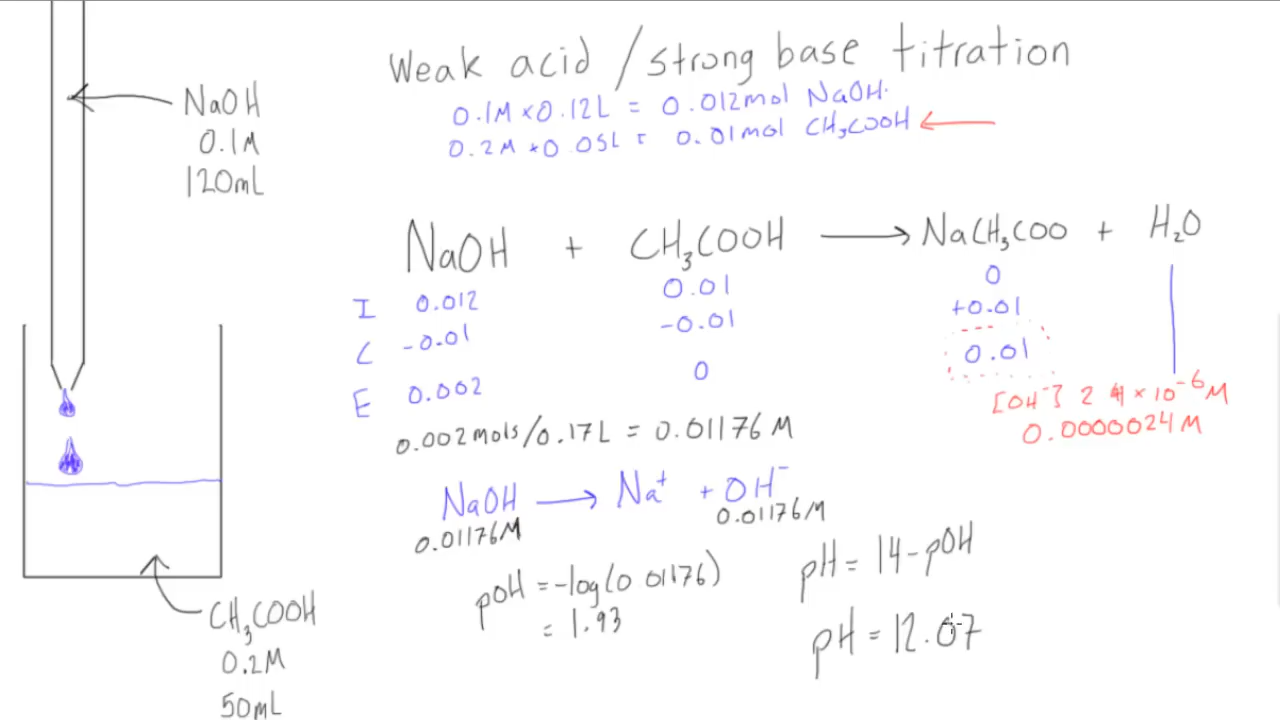 Weak acid / strong base titration
0.1M × 0.12L = 0.012mol NaOH
0.2M * 0.05L = 0.01mol CH₃COOH
NaOH
0.1M
120mL
NaOH + CH₃COOH → NaCH₃COO + H₂O
I 0.012 0.01 0
C -0.01 -0.01 +0.01
E 0.002 0 0.01
[OH⁻] 2 4 × 10⁻⁶ M
0.0000024 M
0.002mols/0.17L = 0.01176 M
NaOH → Na⁺ + OH⁻
0.01176M 0.01176M
pOH = -log(0 01176)
= 1.93
pH = 14 - pOH
pH = 12.07
CH₃COOH
0.2M
50mL